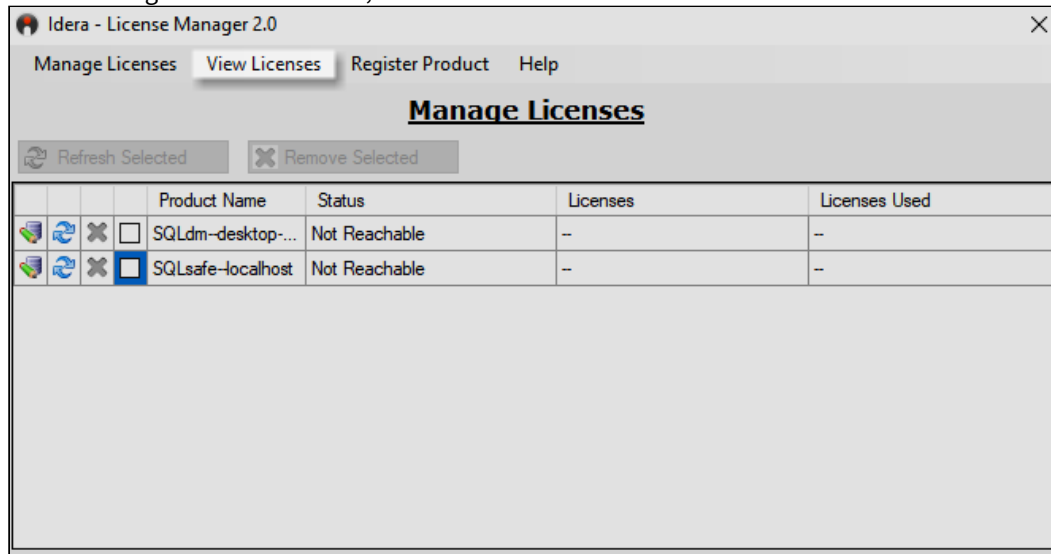 Idera - License Manager 2.0
Manage Licenses View Licenses Register Product Help
Manage Licenses
Refresh Selected Remove Selected
Product Name Status Licenses Licenses Used
SQLdm--desktop-... Not Reachable -- --
SQLsafe--localhost Not Reachable -- --